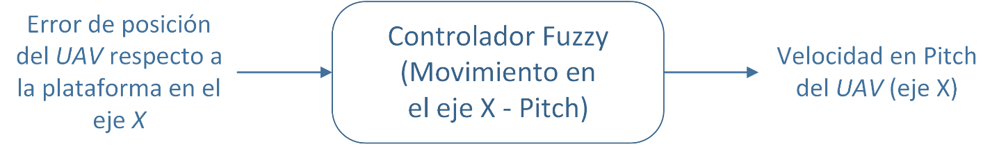 Error de posición
del UAV respecto a
la plataforma en el
eje X
Controlador Fuzzy
(Movimiento en
el eje X - Pitch)
Velocidad en Pitch
del UAV (eje X)